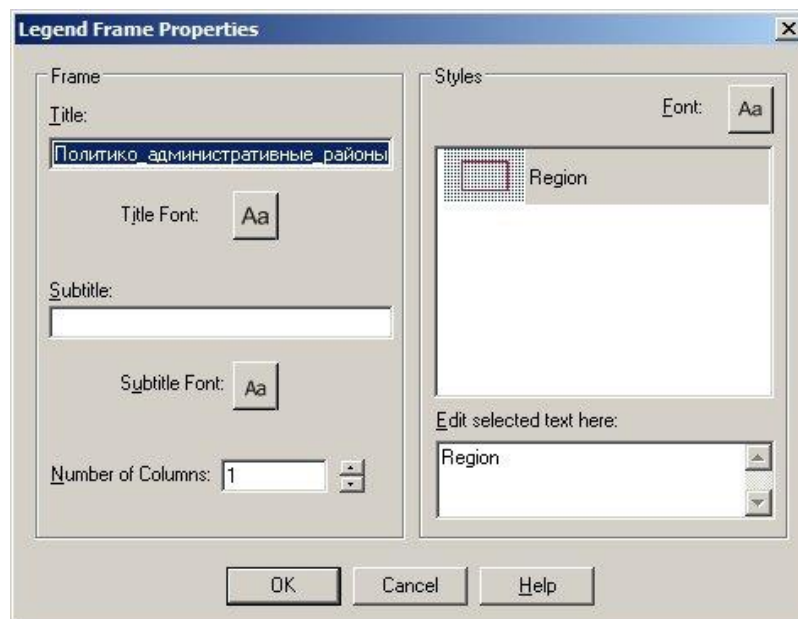 Legend Frame Properties
Frame
Title:
Политико_административные_районы
Title Font:
Aa
Subtitle:
Subtitle Font:
Aa
Number of Columns:
1
Styles
Font:
Aa
Region
Edit selected text here:
Region
OK
Cancel
Help